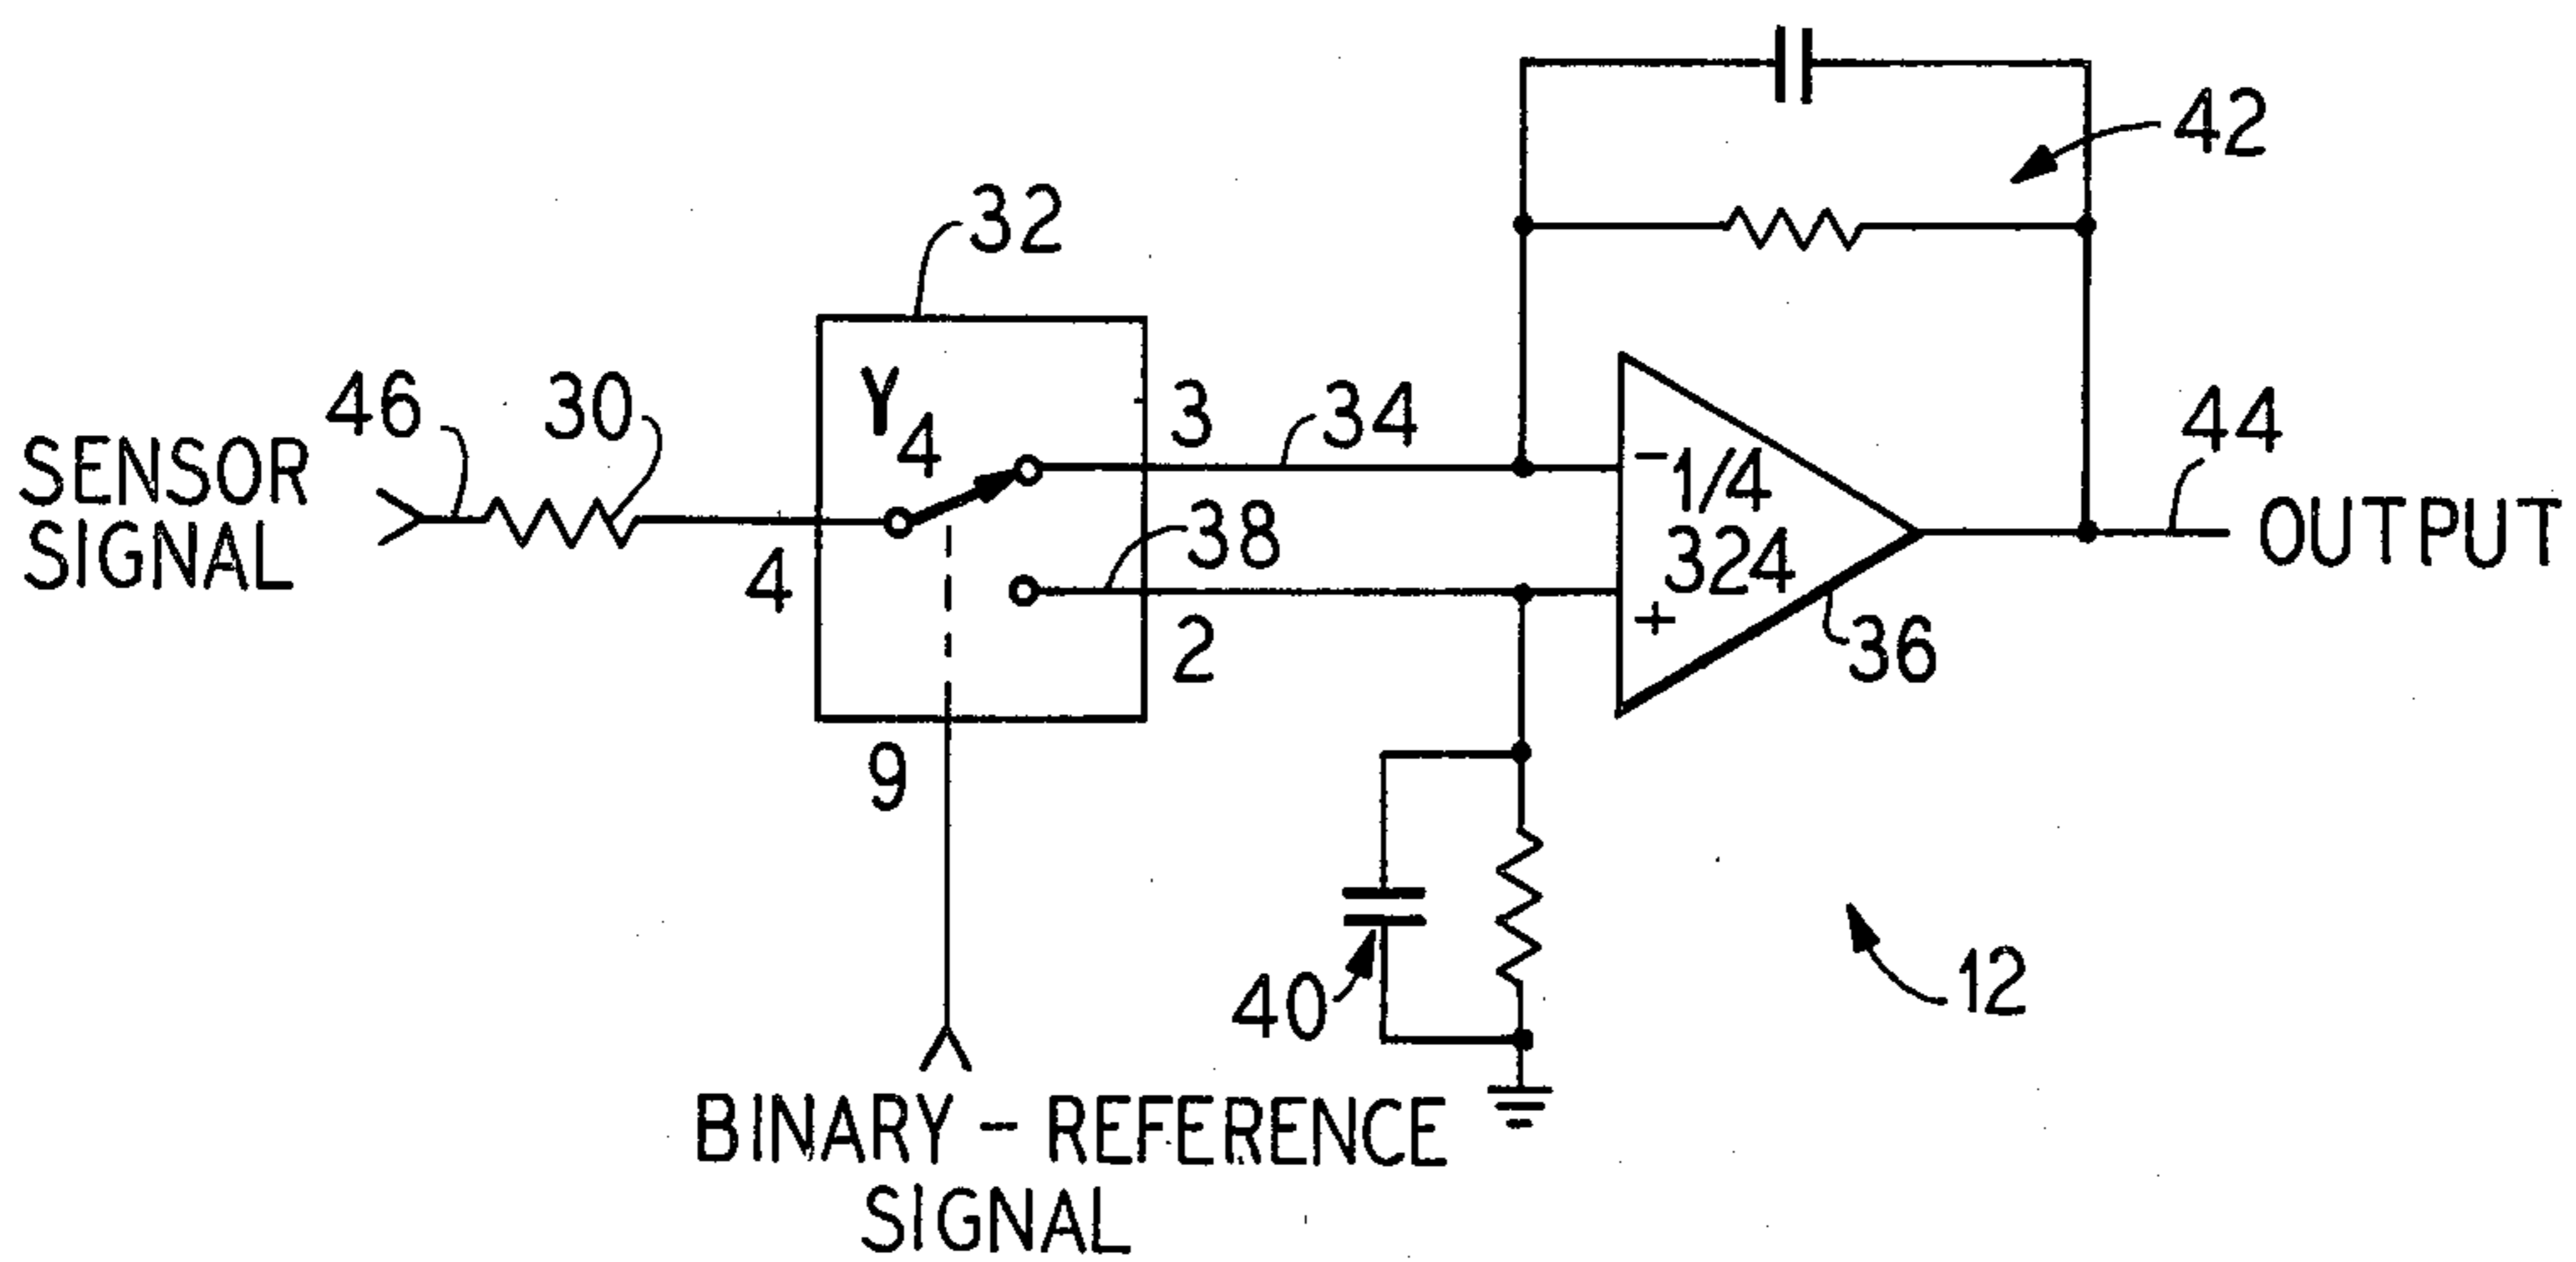 42
32
46
30
SENSOR
SIGNAL
Y4
3
34
44
OUTPUT
- 1/4
324
+
36
4
38
2
9
40
12
BINARY - REFERENCE
SIGNAL